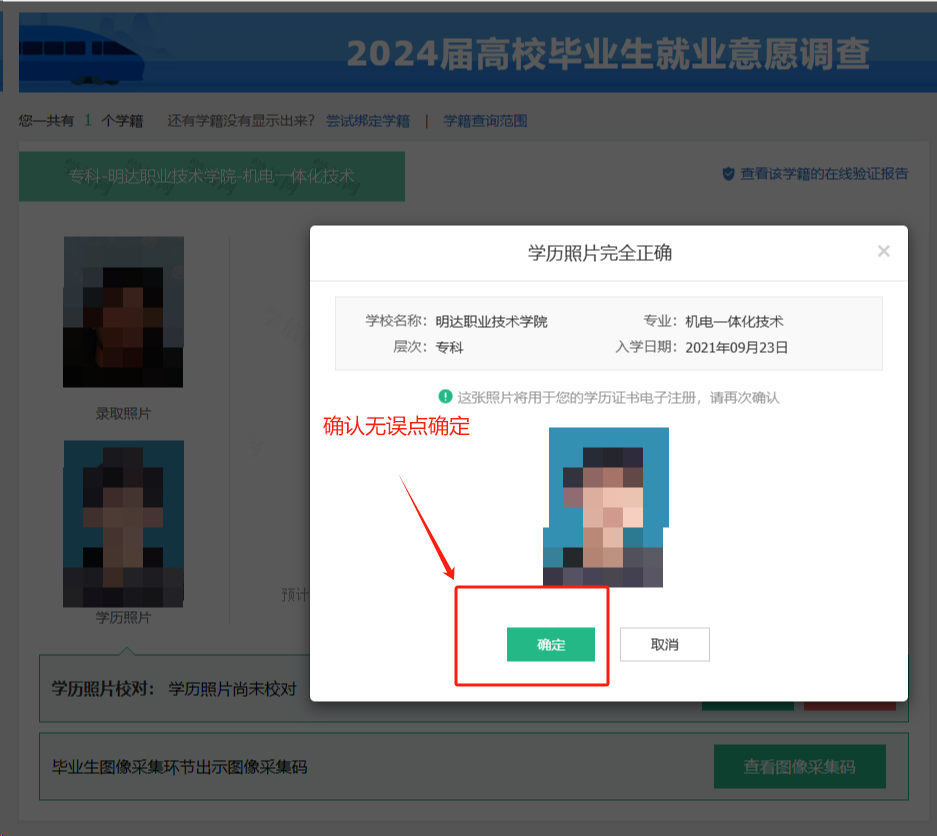 2024届高校毕业生就业意愿调查
您一共有 1 个学籍 还有学籍没有显示出来？ 尝试绑定学籍 | 学籍查询范围
专科-明达职业技术学院-机电一体化技术
查看该学籍的在线验证报告
录取照片
学历照片
预计
学历照片完全正确 ×
学校名称：明达职业技术学院 专业：机电一体化技术
层次：专科 入学日期：2021年09月23日
这张照片将用于您的学历证书电子注册，请再次确认
确认无误点确定
确定 取消
学历照片校对： 学历照片尚未校对
毕业生图像采集环节出示图像采集码 查看图像采集码